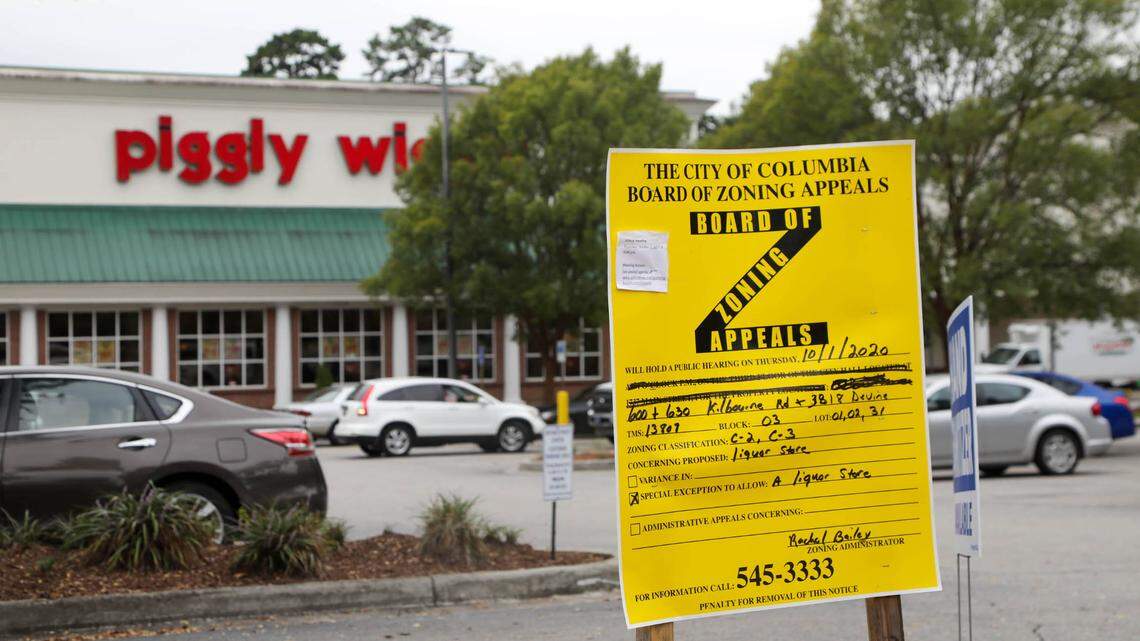 piggly wi
THE CITY OF COLUMBIA
BOARD OF ZONING APPEALS
BOARD OF
ZONING
APPEALS
WILL HOLD A PUBLIC HEARING ON THURSDAY, 10/1/2020
600 + 630 Kilbourne Rd + 3818 Devine
TMS: 13809 BLOCK: 03 LOT: 01, 02, 31
ZONING CLASSIFICATION: C-2, C-3
CONCERNING PROPOSED: liquor store
VARIANCE IN:
SPECIAL EXCEPTION TO ALLOW: A liquor store
ADMINISTRATIVE APPEALS CONCERNING:
Rachel Bailey
ZONING ADMINISTRATOR
FOR INFORMATION CALL: 545-3333
PENALTY FOR REMOVAL OF THIS NOTICE